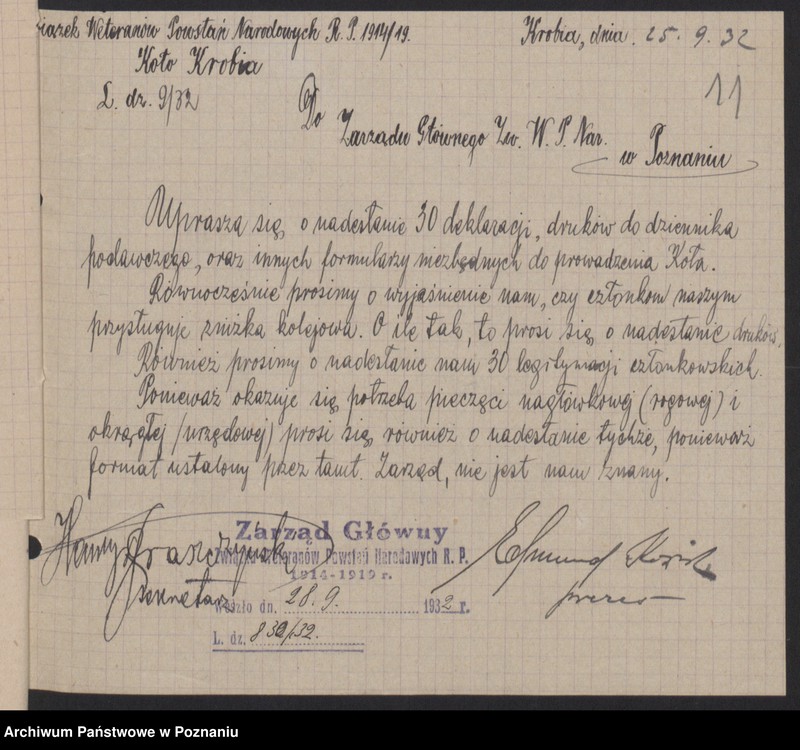 iązek Weteranów Powstań Narodowych R. P. 1914/19.
Krobia, dnia 25. 9. 32
Koło Krobia
L. dz. 9/32
11
Do
Zarządu Głównego Zw. W. P. Nar.
w Poznaniu
Uprasza się o nadesłanie 30 deklaracji, druków do dziennika
podawczego, oraz innych formularzy niezbędnych do prowadzenia Koła.
Równocześnie prosimy o wyjaśnienie nam, czy członkom naszym
przysługuje zniżka kolejowa. O ile tak, to prosi się o nadesłanie druków.
Również prosimy o nadesłanie nam 30 legitymacji członkowskich.
Ponieważ okazuje się potrzeba pieczęci nagłówkowej (rogowej) i
okrągłej (urzędowej) prosi się również o nadesłanie tychże, ponieważ
format ustalony przez tamt. Zarząd, nie jest nam znany.
Zarząd Główny
Związku Weteranów Powstań Narodowych R. P.
1914-1919 r.
Edmund
prezes
sekretarz
Weszło dn. 28. 9. 1932 r.
L. dz. /32.
Archiwum Państwowe w Poznaniu